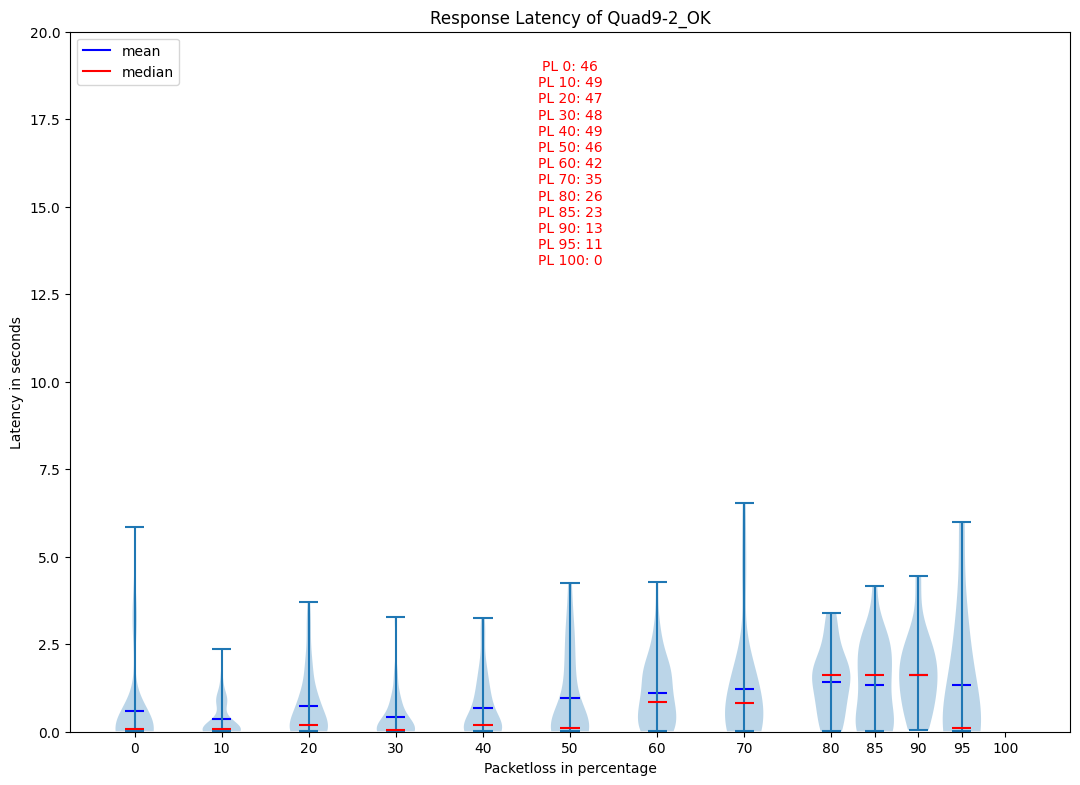 Response Latency of Quad9-2_OK
20.0
17.5
15.0
12.5
10.0
7.5
5.0
2.5
0.0
Latency in seconds
mean
median
PL 0: 46
PL 10: 49
PL 20: 47
PL 30: 48
PL 40: 49
PL 50: 46
PL 60: 42
PL 70: 35
PL 80: 26
PL 85: 23
PL 90: 13
PL 95: 11
PL 100: 0
0 10 20 30 40 50 60 70 80 85 90 95 100
Packetloss in percentage